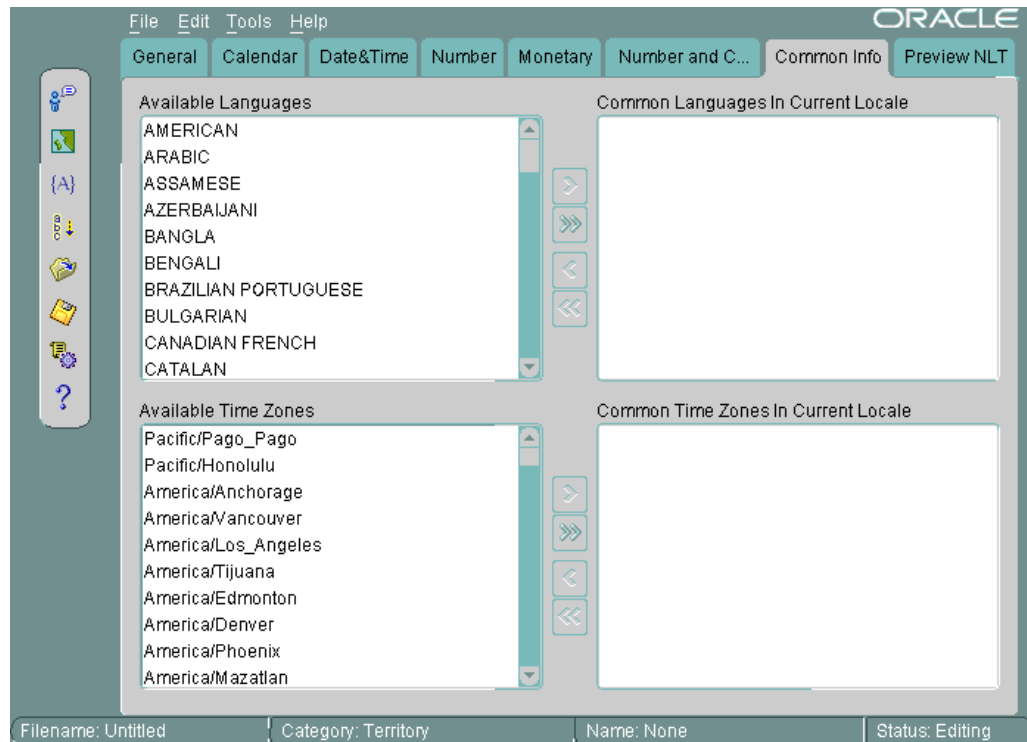 File Edit Tools Help
ORACLE
General Calendar Date&Time Number Monetary Number and C... Common Info Preview NLT
Available Languages
AMERICAN
ARABIC
ASSAMESE
AZERBAIJANI
BANGLA
BENGALI
BRAZILIAN PORTUGUESE
BULGARIAN
CANADIAN FRENCH
CATALAN
Common Languages In Current Locale
{A}
a
b
c
?
Available Time Zones
Pacific/Pago_Pago
Pacific/Honolulu
America/Anchorage
America/Vancouver
America/Los_Angeles
America/Tijuana
America/Edmonton
America/Denver
America/Phoenix
America/Mazatlan
Common Time Zones In Current Locale
Filename: Untitled Category: Territory Name: None Status: Editing